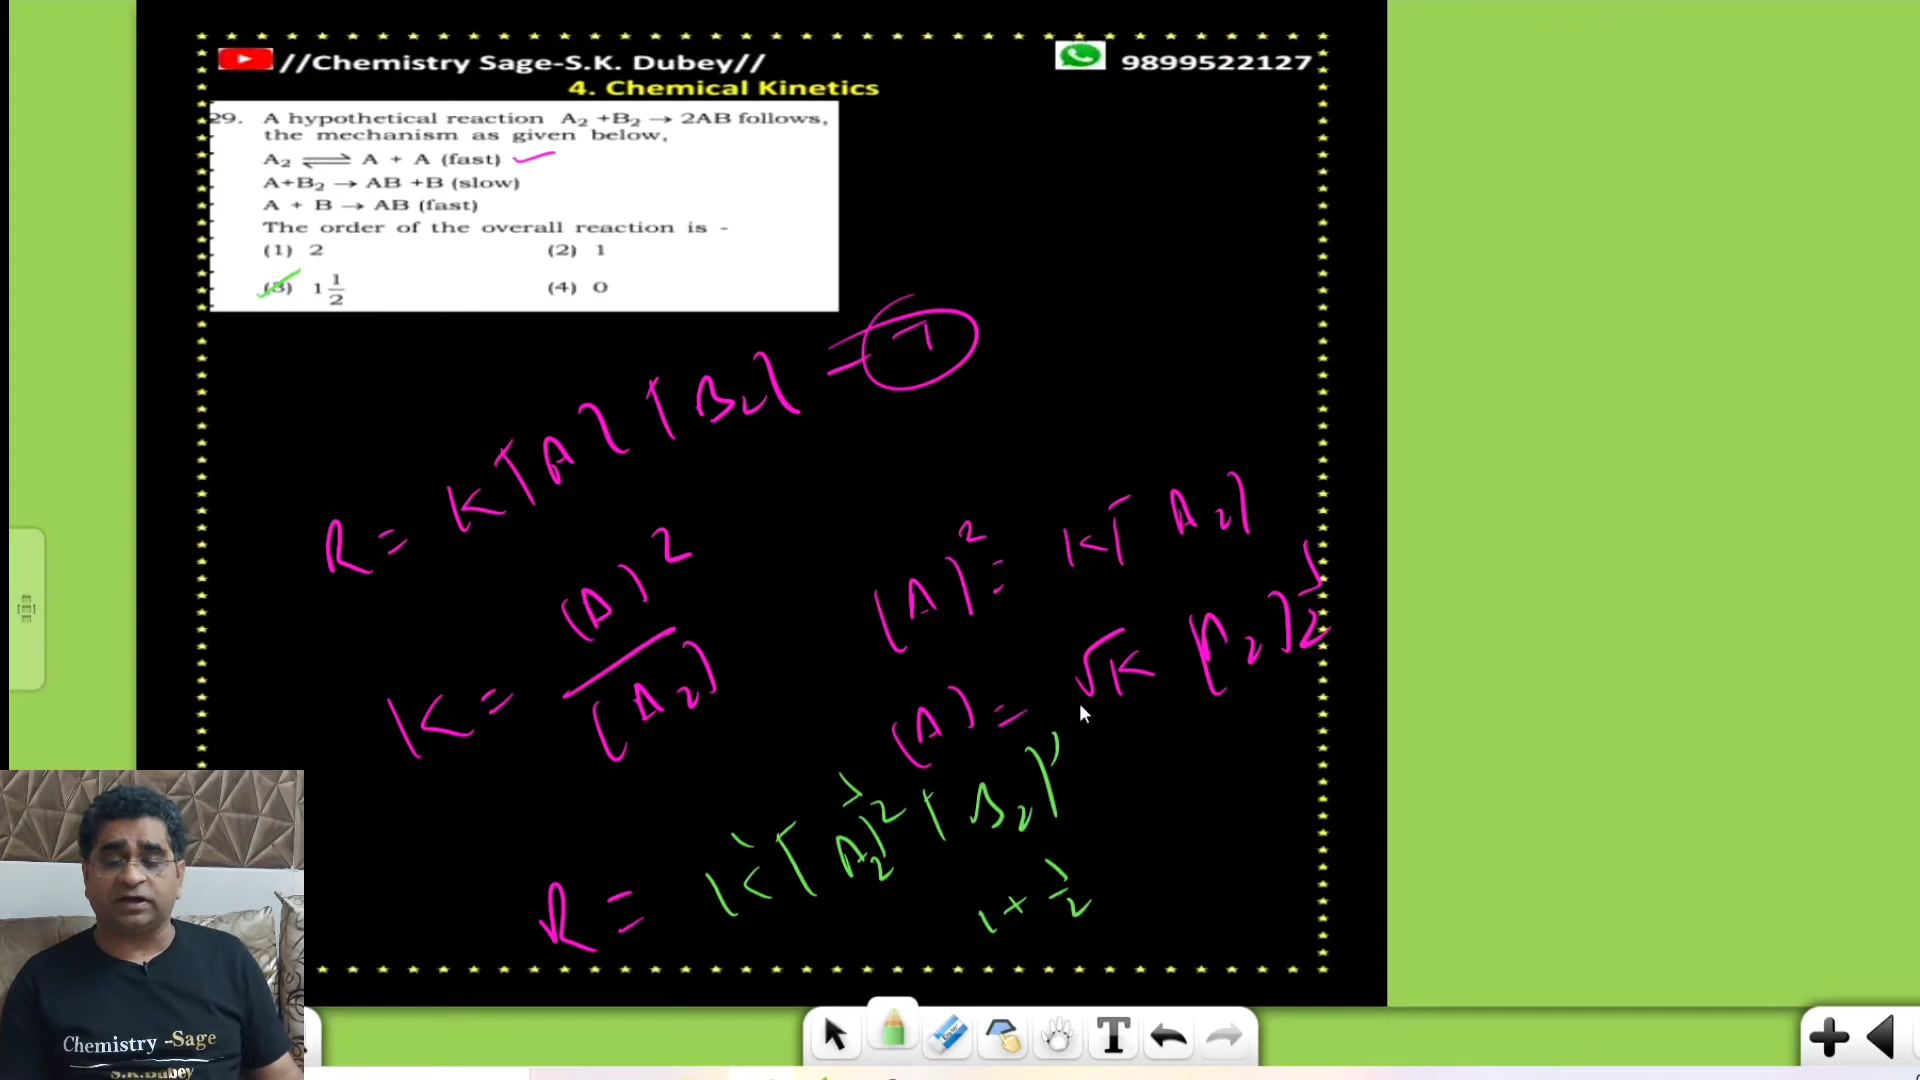 //Chemistry Sage-S.K. Dubey//
9899522127
4. Chemical Kinetics
29. A hypothetical reaction A₂ +B₂ → 2AB follows,
the mechanism as given below,
A₂ ⇌ A + A (fast)
A+B₂ → AB +B (slow)
A + B → AB (fast)
The order of the overall reaction is -
(1) 2 (2) 1
(3) 1 1/2 (4) 0
R = K[A][B₂] =
K = [A]²/[A₂]
[A]² = K[A₂]
[A] = √K [A₂]^1/2
R = K'[A₂]^1/2 [B₂]^1
1 + 1/2
Chemistry -Sage
S.K.Dubey
T